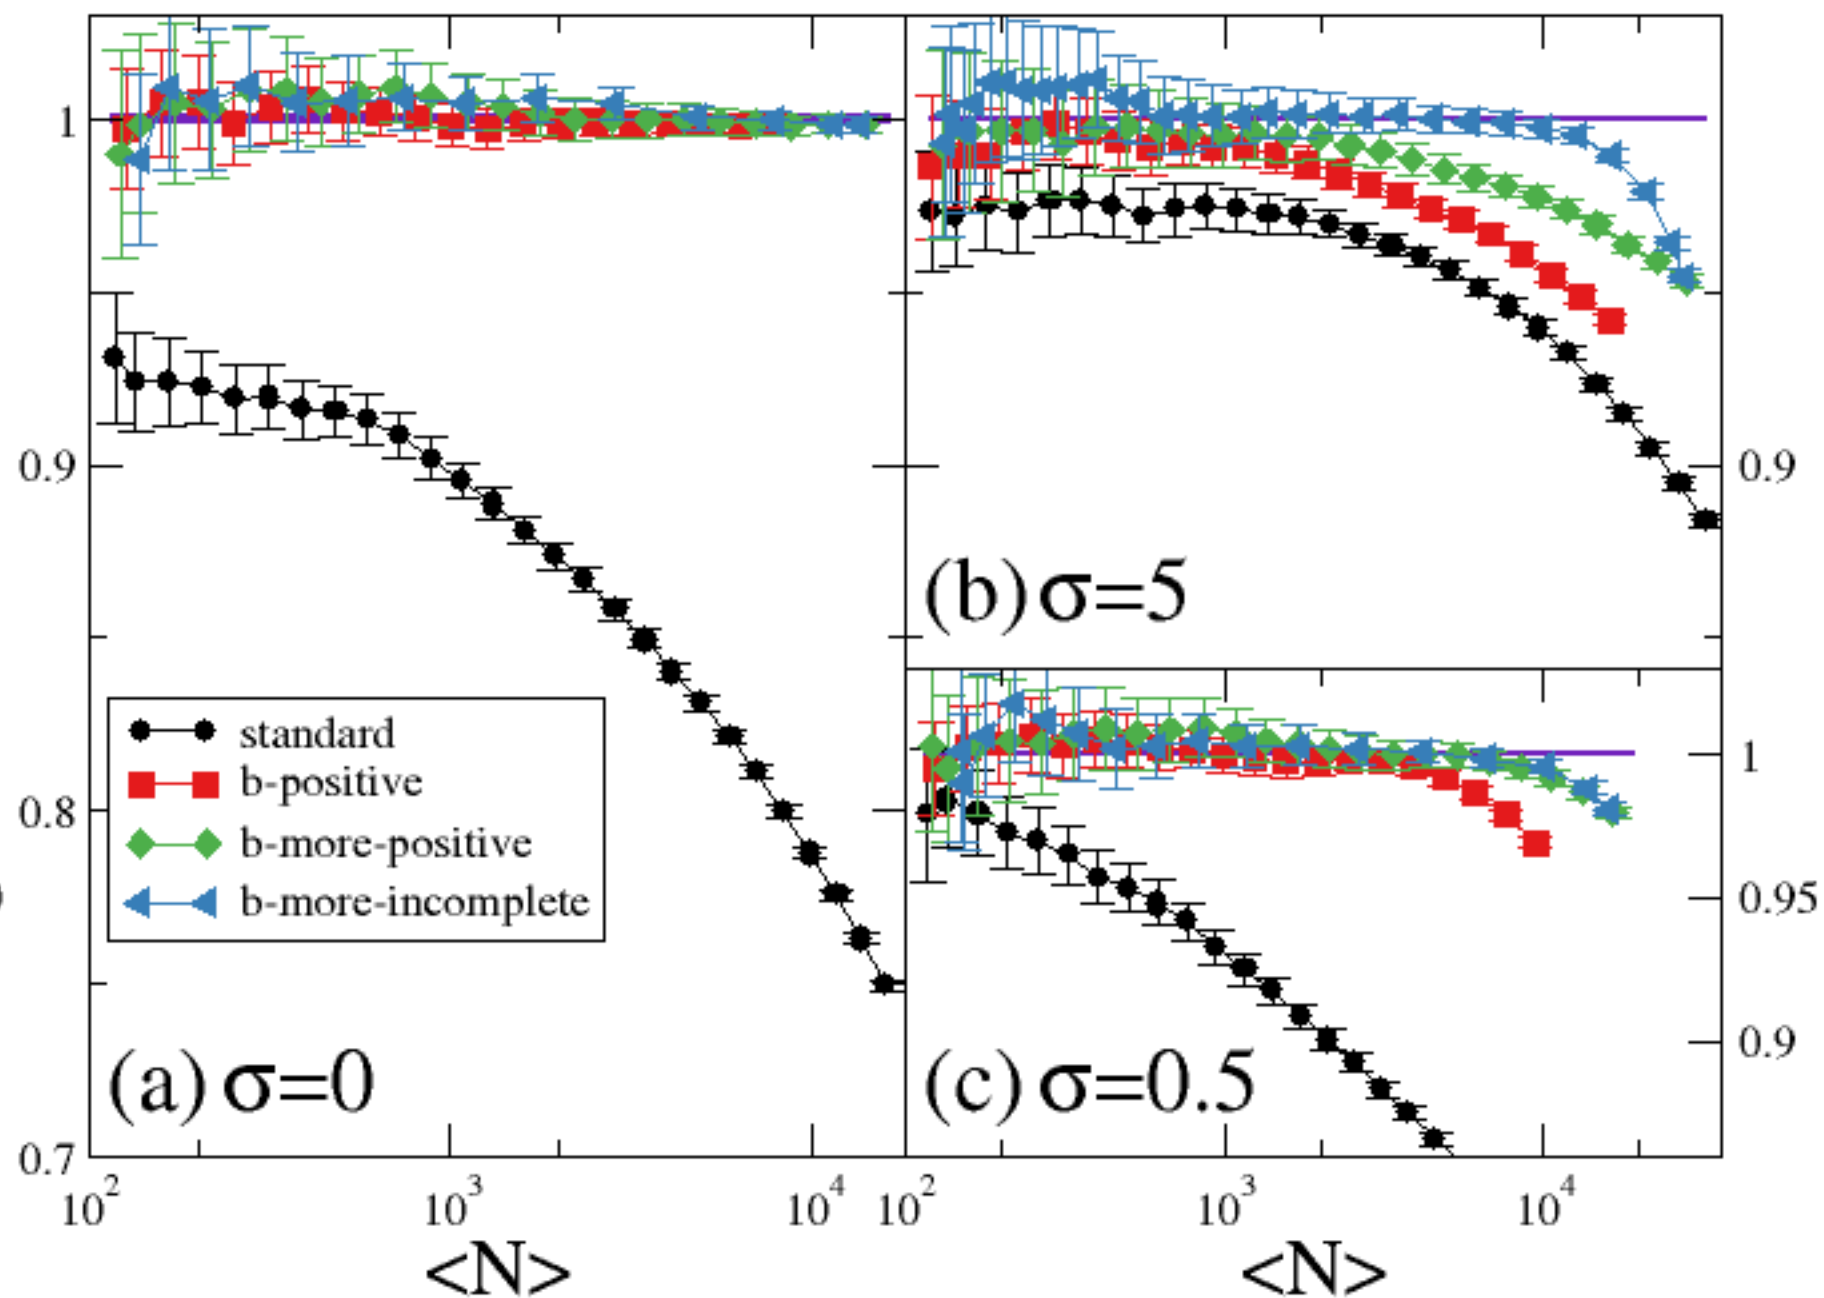 1
0.9
0.8
0.7
standard
b-positive
b-more-positive
b-more-incomplete
(a) σ=0
10^2 10^3 10^4
<N>
(b) σ=5
0.9
(c) σ=0.5
1
0.95
0.9
10^2 10^3 10^4
<N>